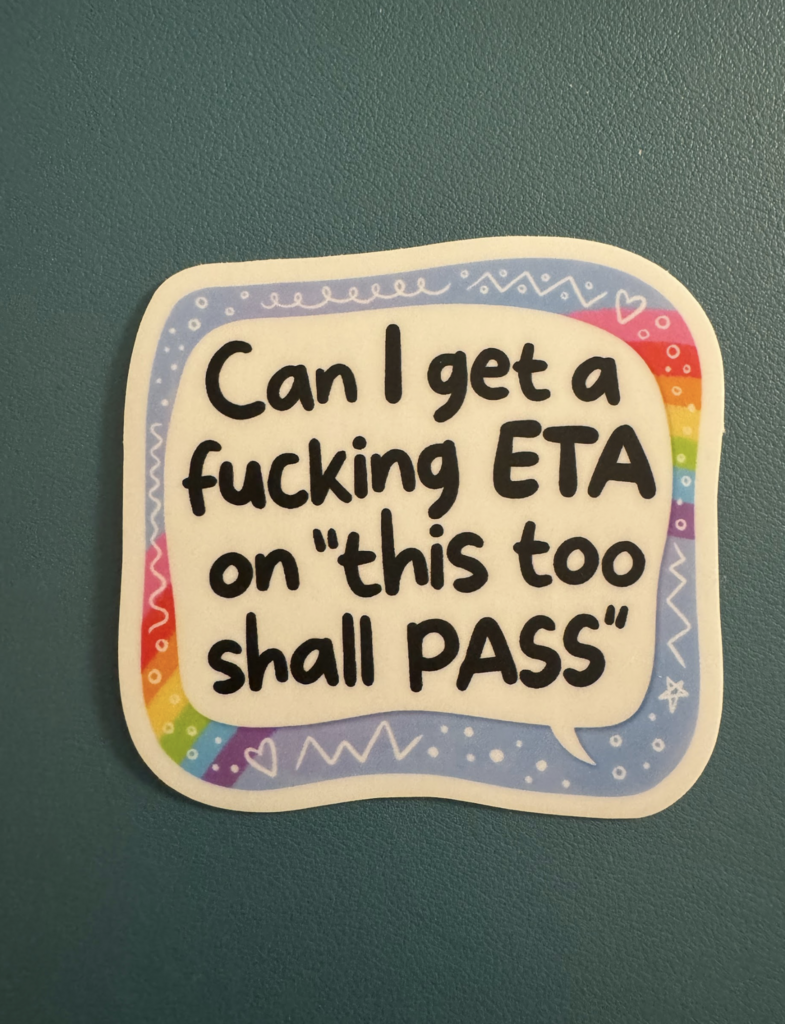 Can I get a
fucking ETA
on "this too
shall PASS"